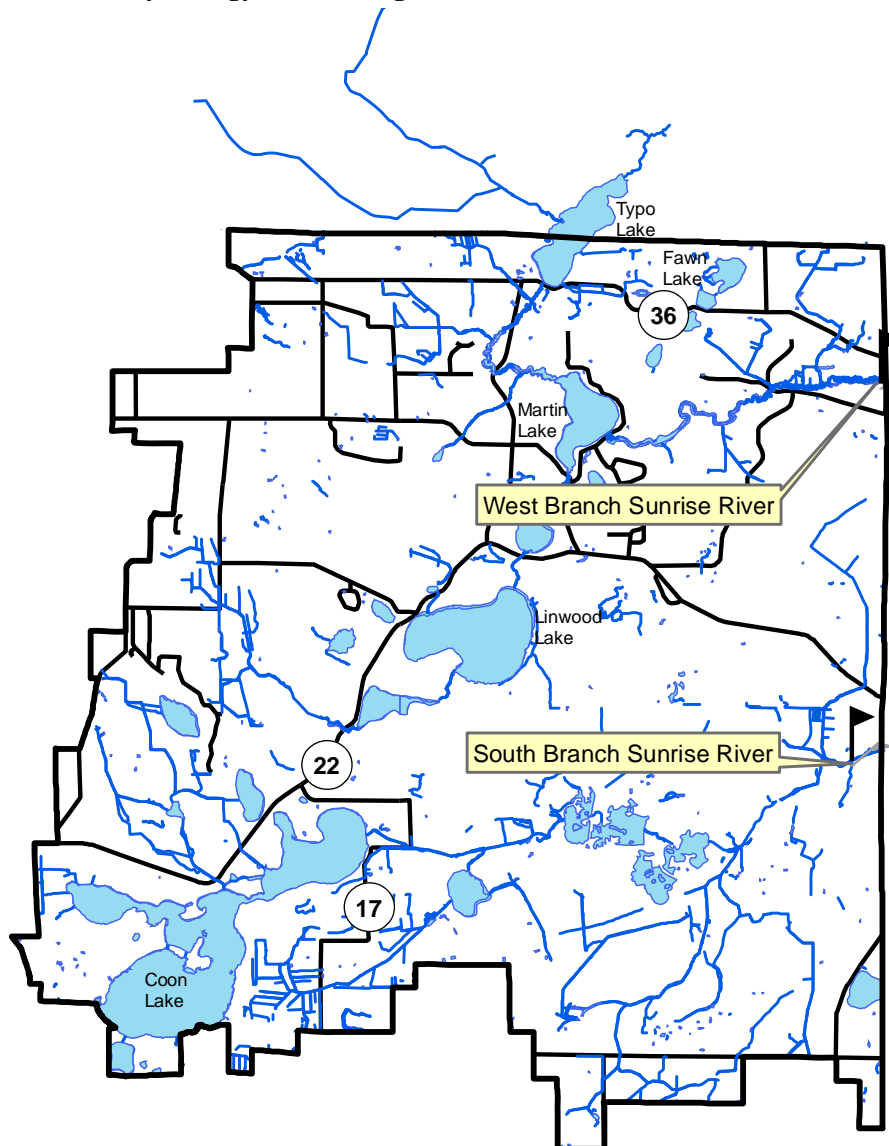 Typo
Lake
Fawn
Lake
36
Martin
Lake
West Branch Sunrise River
Linwood
Lake
South Branch Sunrise River
22
17
Coon
Lake